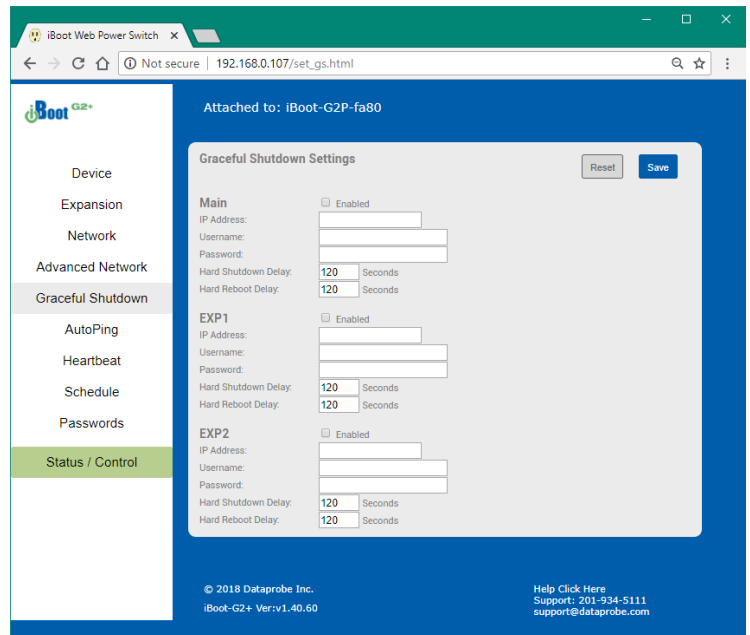 iBoot Web Power Switch
Not secure | 192.168.0.107/set_gs.html
iBoot G2+
Attached to: iBoot-G2P-fa80
Device
Expansion
Network
Advanced Network
Graceful Shutdown
AutoPing
Heartbeat
Schedule
Passwords
Status / Control
Graceful Shutdown Settings
Reset
Save
Main Enabled
IP Address:
Username:
Password:
Hard Shutdown Delay: 120 Seconds
Hard Reboot Delay: 120 Seconds
EXP1 Enabled
IP Address:
Username:
Password:
Hard Shutdown Delay: 120 Seconds
Hard Reboot Delay: 120 Seconds
EXP2 Enabled
IP Address:
Username:
Password:
Hard Shutdown Delay: 120 Seconds
Hard Reboot Delay: 120 Seconds
© 2018 Dataprobe Inc.
iBoot-G2+ Ver:v1.40.60
Help Click Here
Support: 201-934-5111
support@dataprobe.com